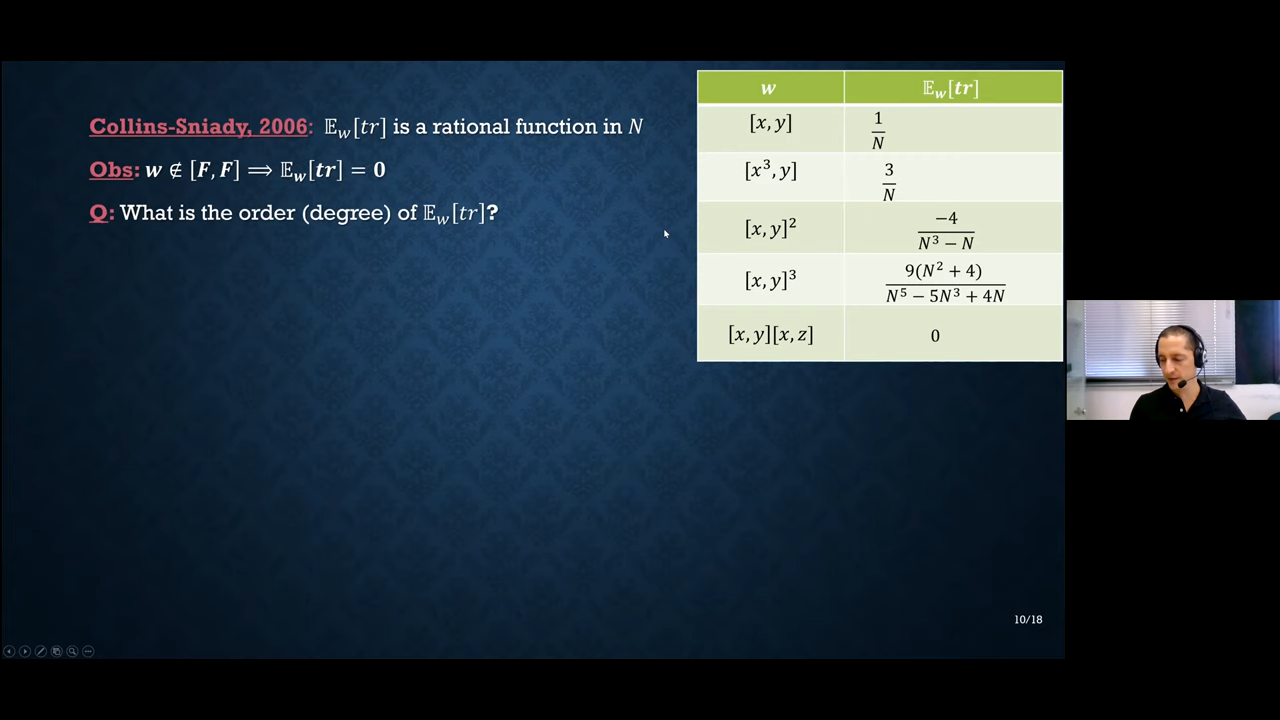 Collins-Sniady, 2006: 𝔼_w[tr] is a rational function in N
Obs: w ∉ [F, F] ⟹ 𝔼_w[tr] = 0
Q: What is the order (degree) of 𝔼_w[tr]?
w 𝔼_w[tr]
[x, y] 1/N
[x³, y] 3/N
[x, y]² −4/(N³ − N)
[x, y]³ 9(N² + 4)/(N⁵ − 5N³ + 4N)
[x, y][x, z] 0
10/18